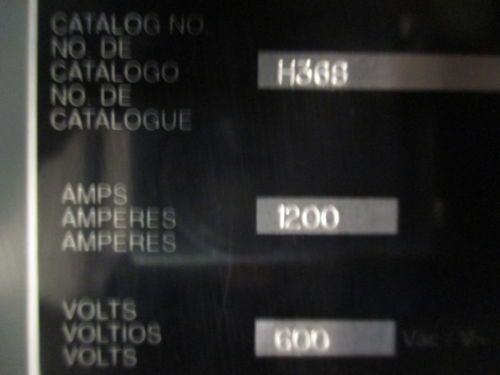 CATALOG NO.
NO. DE
CATALOGO H368
NO. DE
CATALOGUE
AMPS
AMPERES 1200
AMPERES
VOLTS
VOLTIOS 600
VOLTS